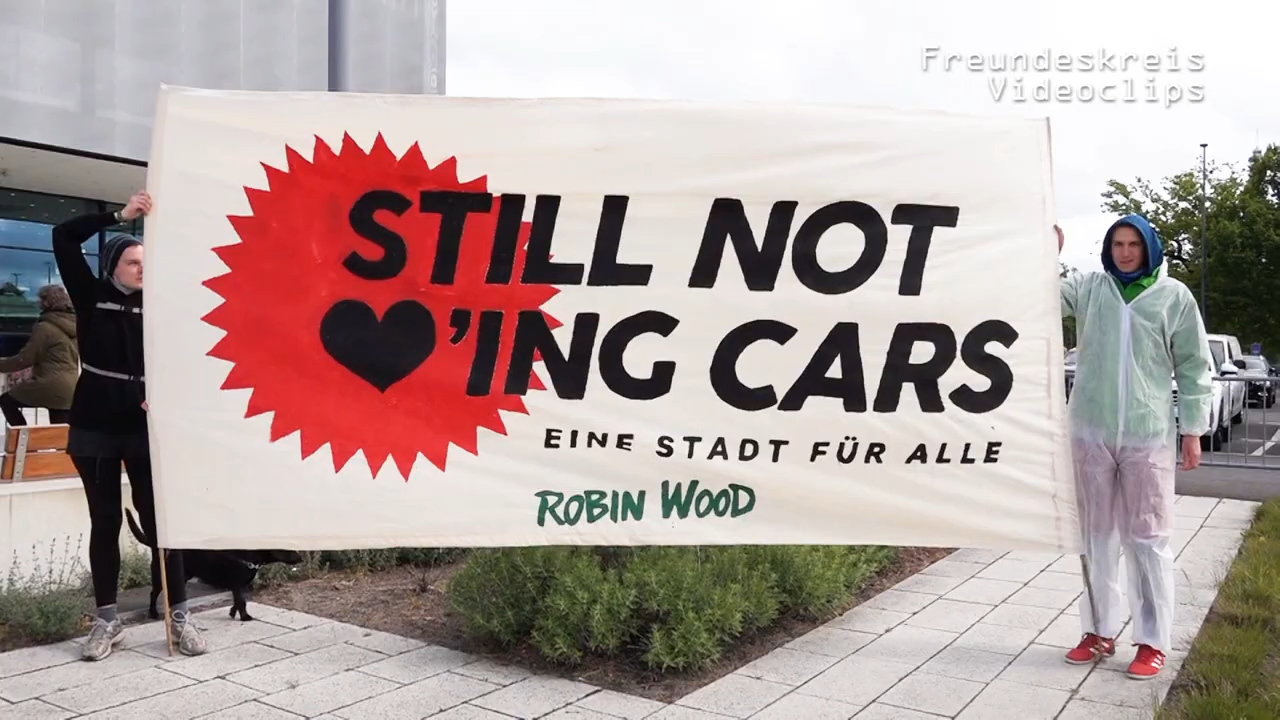 Freundeskreis
Videoclips
STILL NOT
♥'ING CARS
EINE STADT FÜR ALLE
ROBIN WOOD